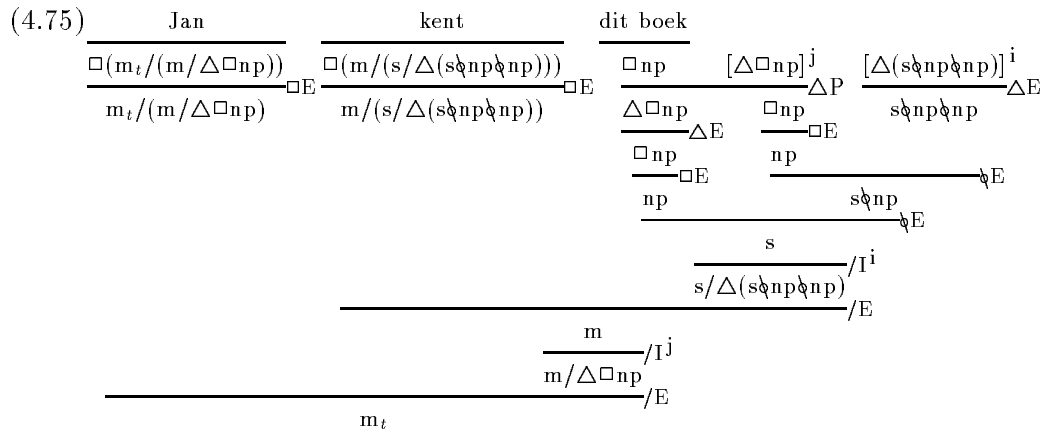 (4.75) Jan kent dit boek
□(m_t/(m/△□np)) □E □(m/(s/△(s⍀np⍀np))) □E □np [△□np]^j △P [△(s⍀np⍀np)]^i △E
m_t/(m/△□np) m/(s/△(s⍀np⍀np)) △□np △E □np □E s⍀np⍀np
□np □E np ⍀E
np s⍀np ⍀E
s /I^i
s/△(s⍀np⍀np) /E
m /I^j
m/△□np /E
m_t